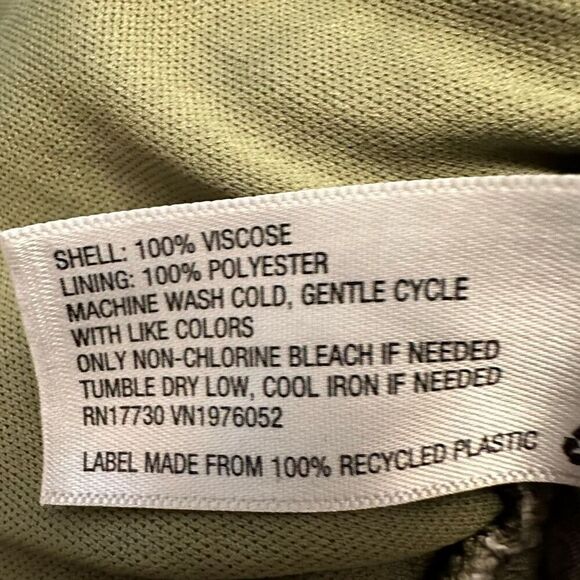 SHELL: 100% VISCOSE
LINING: 100% POLYESTER
MACHINE WASH COLD, GENTLE CYCLE
WITH LIKE COLORS
ONLY NON-CHLORINE BLEACH IF NEEDED
TUMBLE DRY LOW, COOL IRON IF NEEDED
RN17730 VN1976052
LABEL MADE FROM 100% RECYCLED PLASTIC